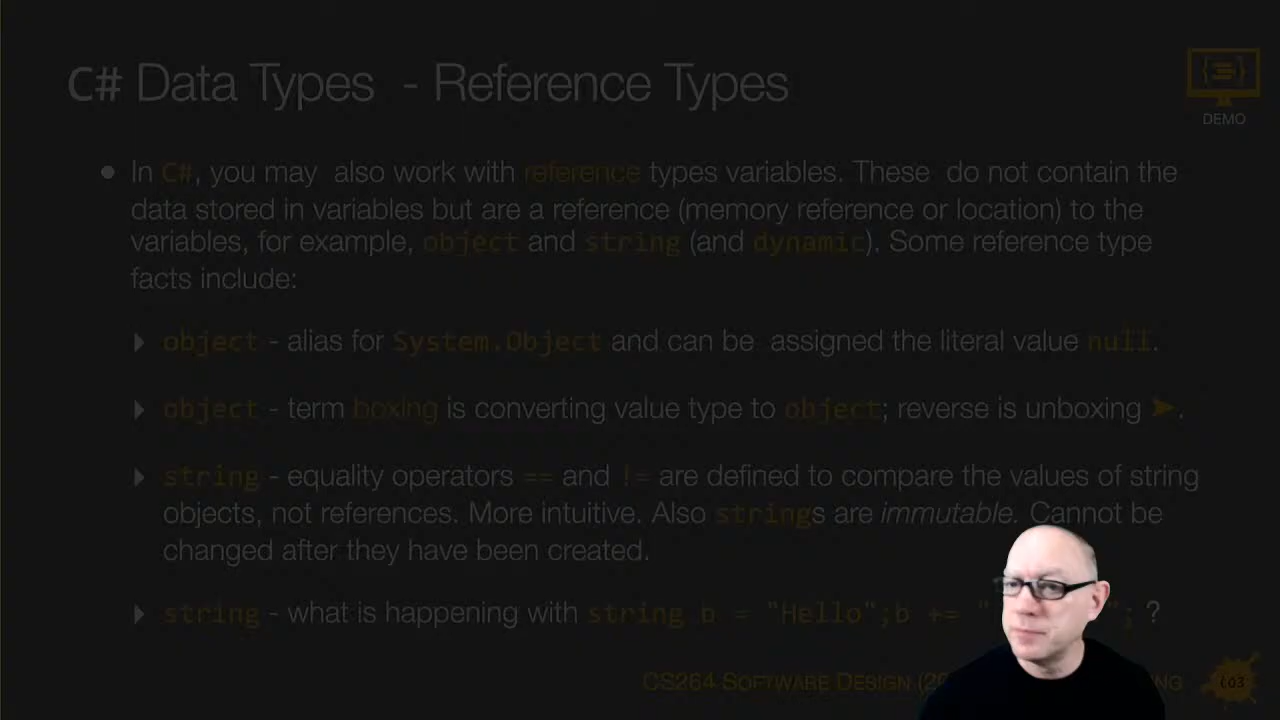 C# Data Types - Reference Types
DEMO
• In C#, you may also work with reference types variables. These do not contain the
data stored in variables but are a reference (memory reference or location) to the
variables, for example, object and string (and dynamic). Some reference type
facts include:
object - alias for System.Object and can be assigned the literal value null.
object - term boxing is converting value type to object; reverse is unboxing ➤.
string - equality operators == and != are defined to compare the values of string
objects, not references. More intuitive. Also strings are immutable. Cannot be
changed after they have been created.
string - what is happening with string b = "Hello";b += " "; ?
CS264 SOFTWARE DESIGN (20 NG
L03